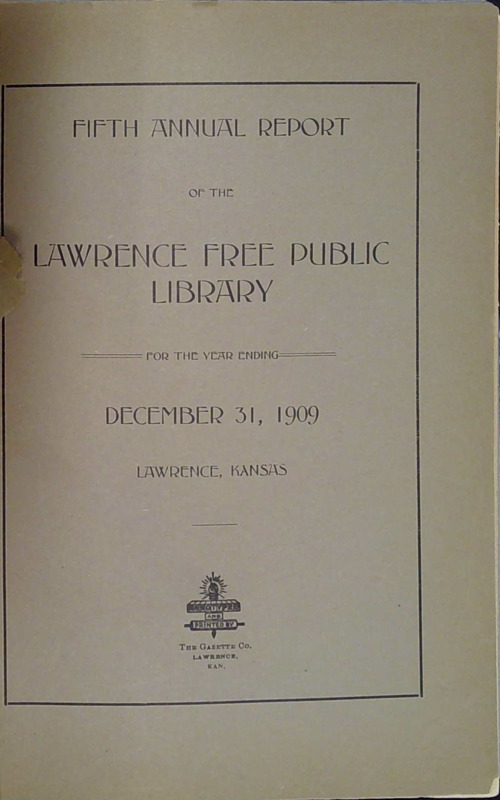 FIFTH ANNUAL REPORT
OF THE
LAWRENCE FREE PUBLIC
LIBRARY
FOR THE YEAR ENDING
DECEMBER 31, 1909
LAWRENCE, KANSAS
AND
PRINTED BY
THE GAZETTE CO.
LAWRENCE,
KAN.